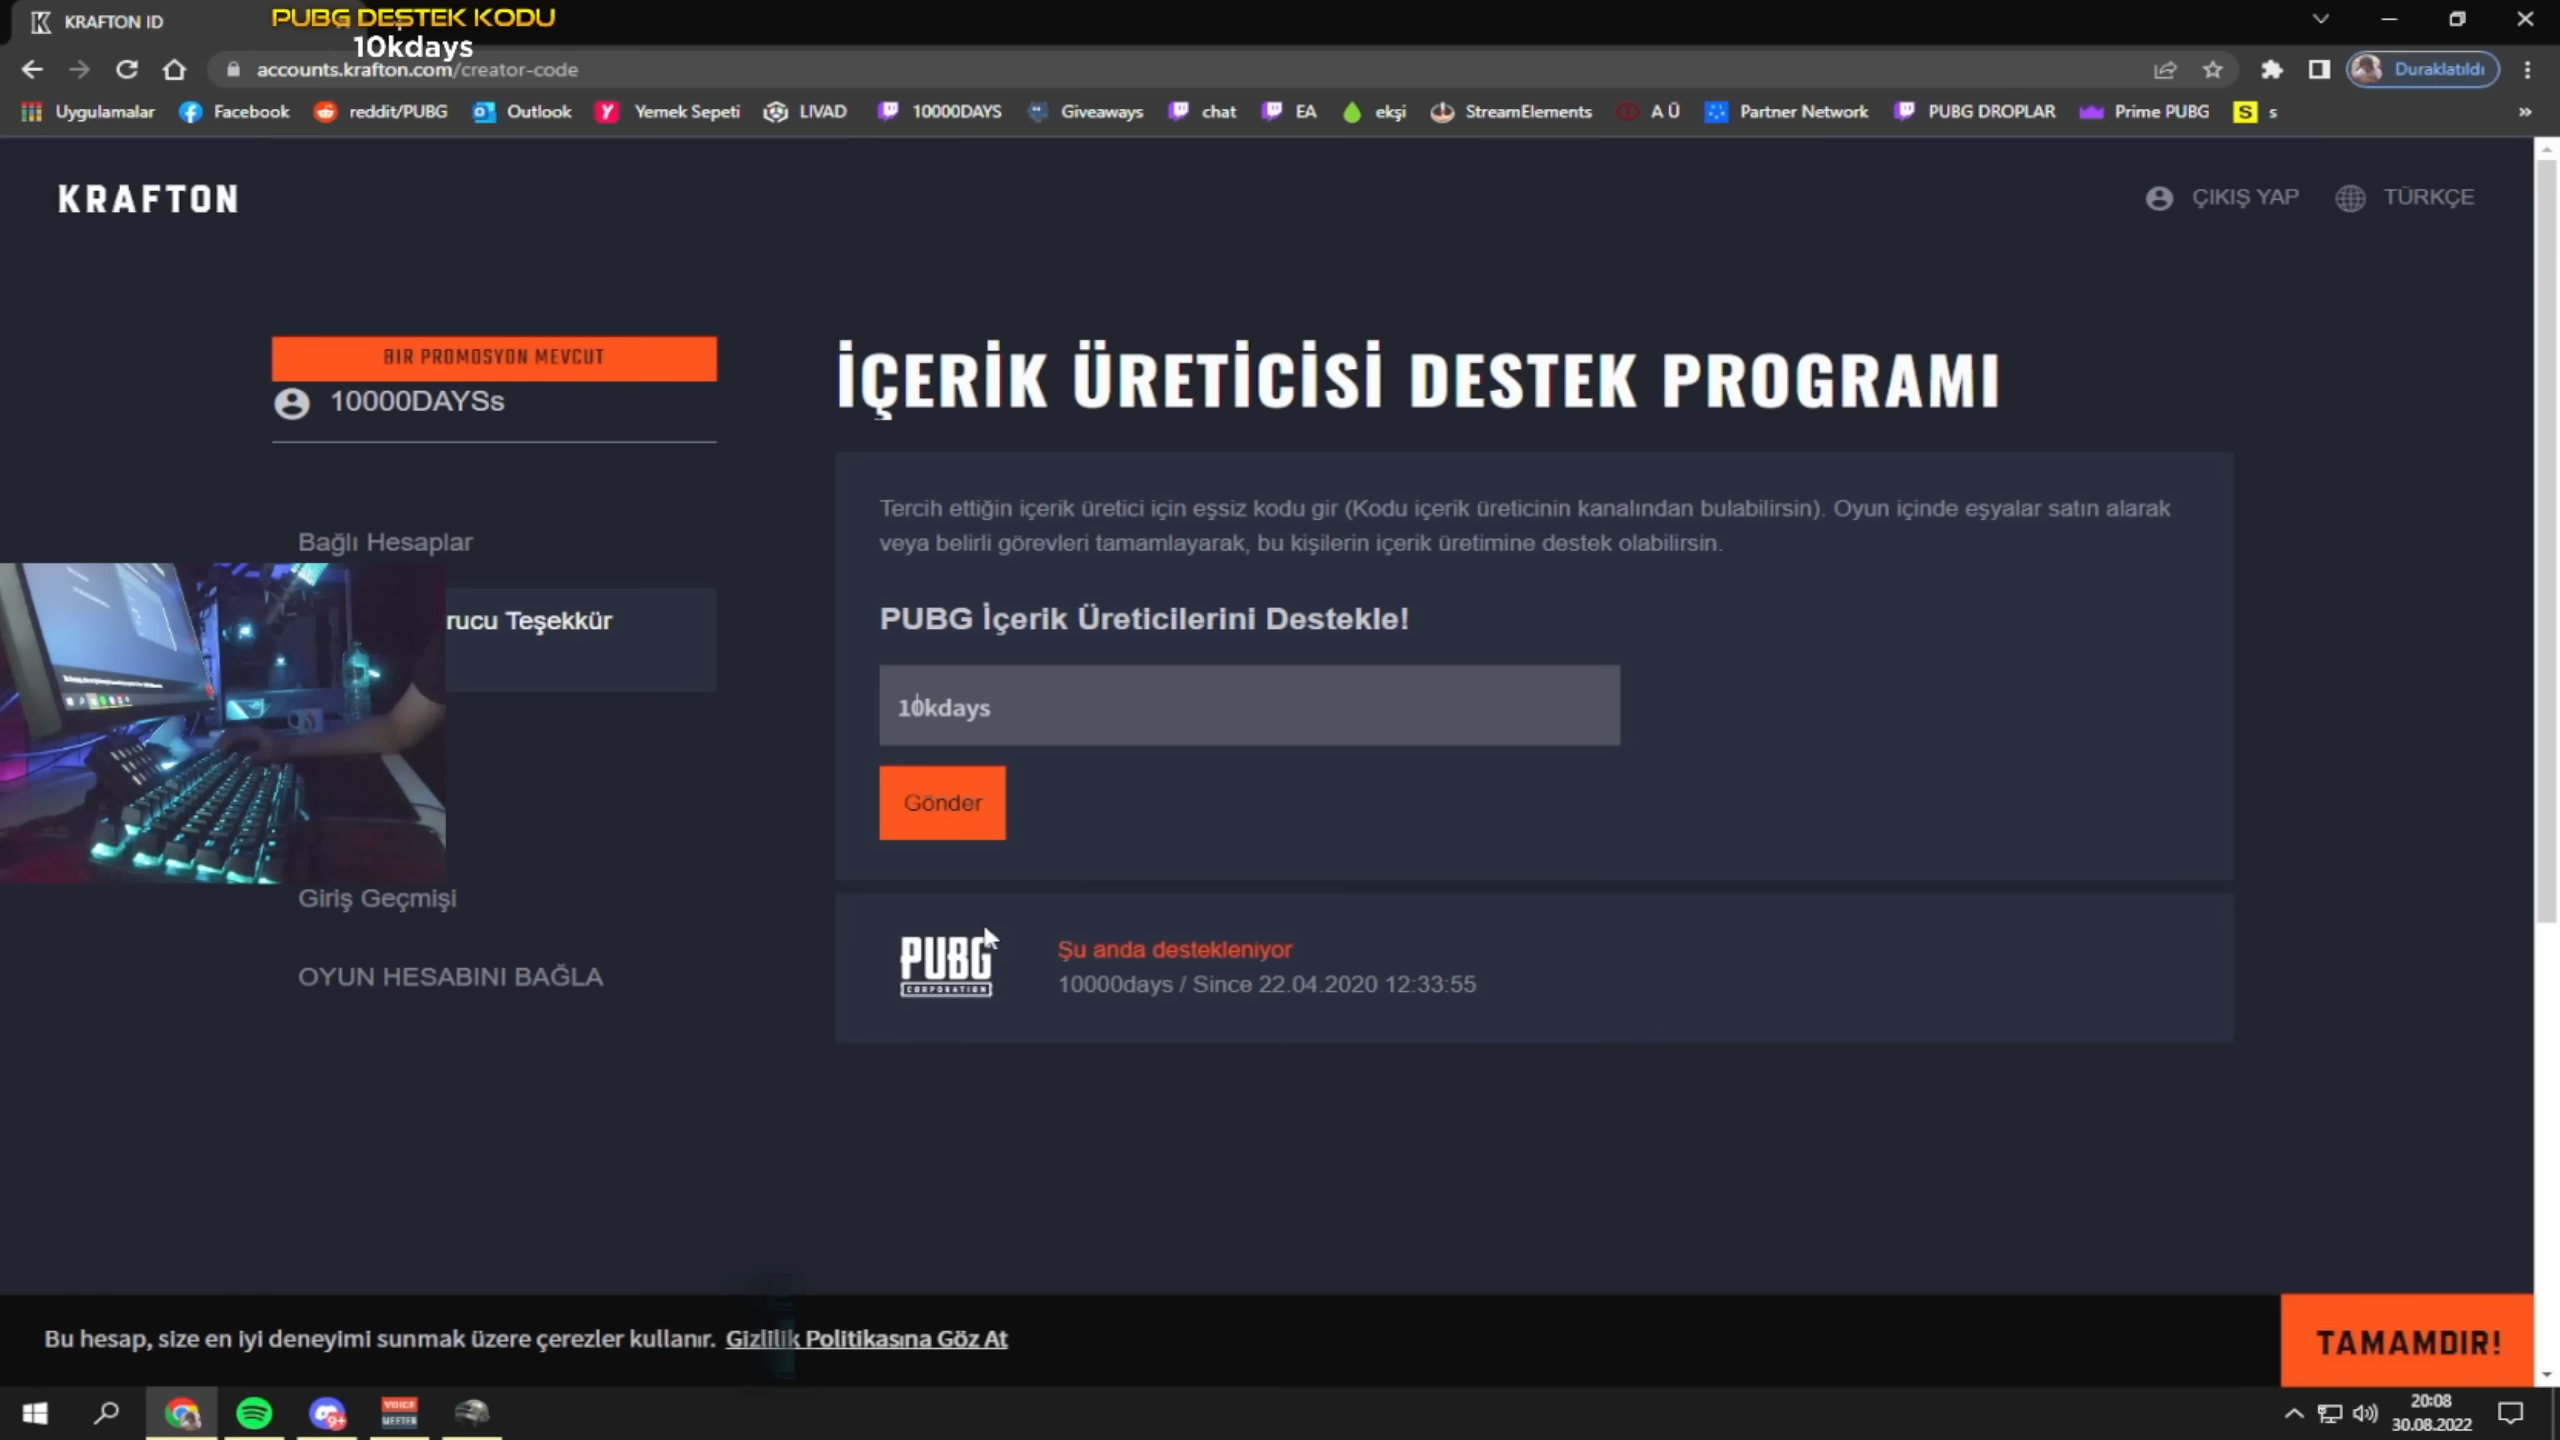 KRAFTON ID
PUBG DESTEK KODU
10kdays
accounts.krafton.com/creator-code
Duraklatıldı
Uygulamalar
Facebook
reddit/PUBG
Outlook
Yemek Sepeti
LIVAD
10000DAYS
Giveaways
chat
EA
ekşi
StreamElements
A Ü
Partner Network
PUBG DROPLAR
Prime PUBG
S
s
KRAFTON
ÇIKIŞ YAP
TÜRKÇE
BIR PROMOSYON MEVCUT
10000DAYSs
Bağlı Hesaplar
rucu Teşekkür
Giriş Geçmişi
OYUN HESABINI BAĞLA
İÇERİK ÜRETİCİSİ DESTEK PROGRAMI
Tercih ettiğin içerik üretici için eşsiz kodu gir (Kodu içerik üreticinin kanalından bulabilirsin). Oyun içinde eşyalar satın alarak
veya belirli görevleri tamamlayarak, bu kişilerin içerik üretimine destek olabilirsin.
PUBG İçerik Üreticilerini Destekle!
10kdays
Gönder
PUBG
CORPORATION
Şu anda destekleniyor
10000days / Since 22.04.2020 12:33:55
Bu hesap, size en iyi deneyimi sunmak üzere çerezler kullanır. Gizlilik Politikasına Göz At
TAMAMDIR!
9+
VOICE
MEETER
20:08
30.08.2022